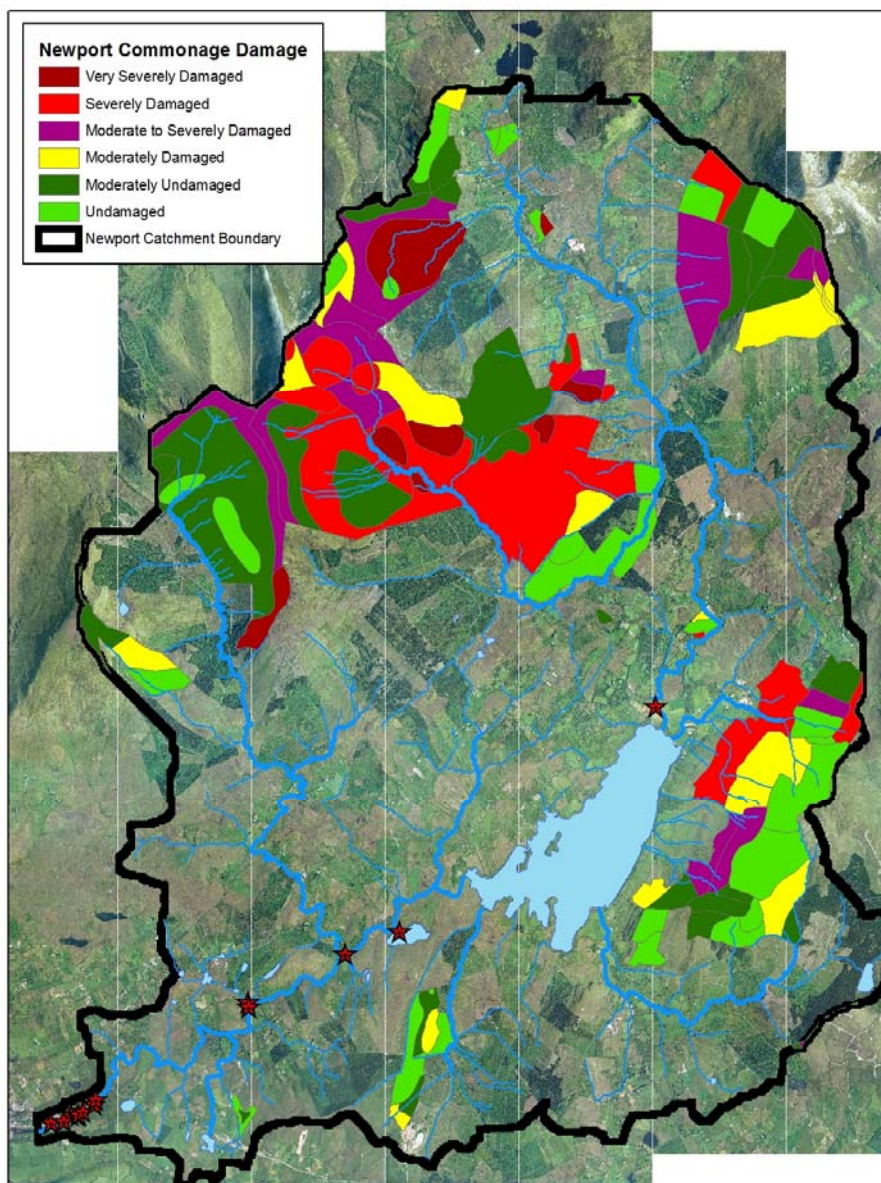 Newport Commonage Damage
Very Severely Damaged
Severely Damaged
Moderate to Severely Damaged
Moderately Damaged
Moderately Undamaged
Undamaged
Newport Catchment Boundary